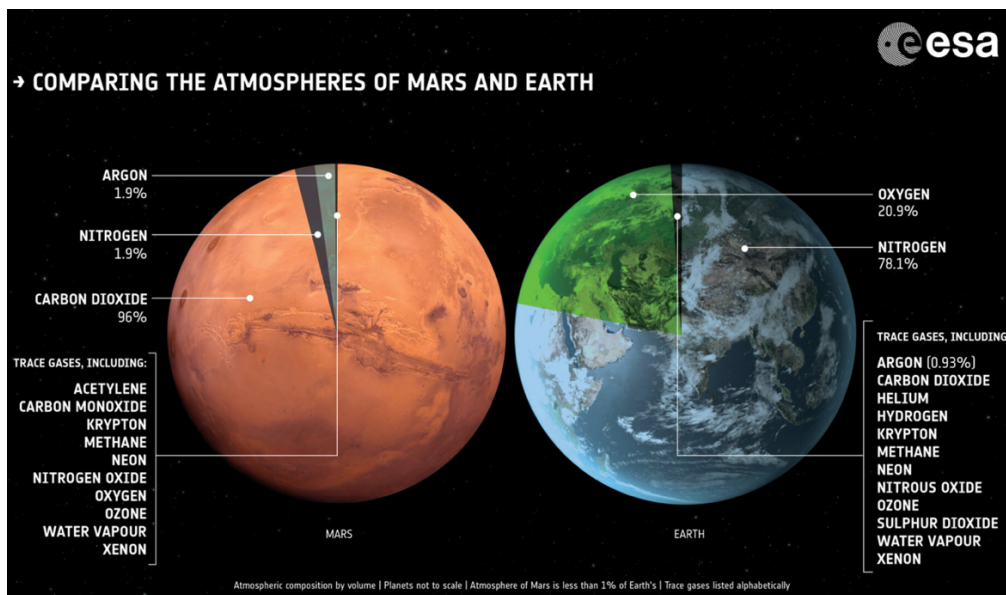 esa
→ COMPARING THE ATMOSPHERES OF MARS AND EARTH
ARGON
1.9%
NITROGEN
1.9%
CARBON DIOXIDE
96%
TRACE GASES, INCLUDING:
ACETYLENE
CARBON MONOXIDE
KRYPTON
METHANE
NEON
NITROGEN OXIDE
OXYGEN
OZONE
WATER VAPOUR
XENON
MARS
OXYGEN
20.9%
NITROGEN
78.1%
TRACE GASES, INCLUDING
ARGON (0.93%)
CARBON DIOXIDE
HELIUM
HYDROGEN
KRYPTON
METHANE
NEON
NITROUS OXIDE
OZONE
SULPHUR DIOXIDE
WATER VAPOUR
XENON
EARTH
Atmospheric composition by volume | Planets not to scale | Atmosphere of Mars is less than 1% of Earth's | Trace gases listed alphabetically